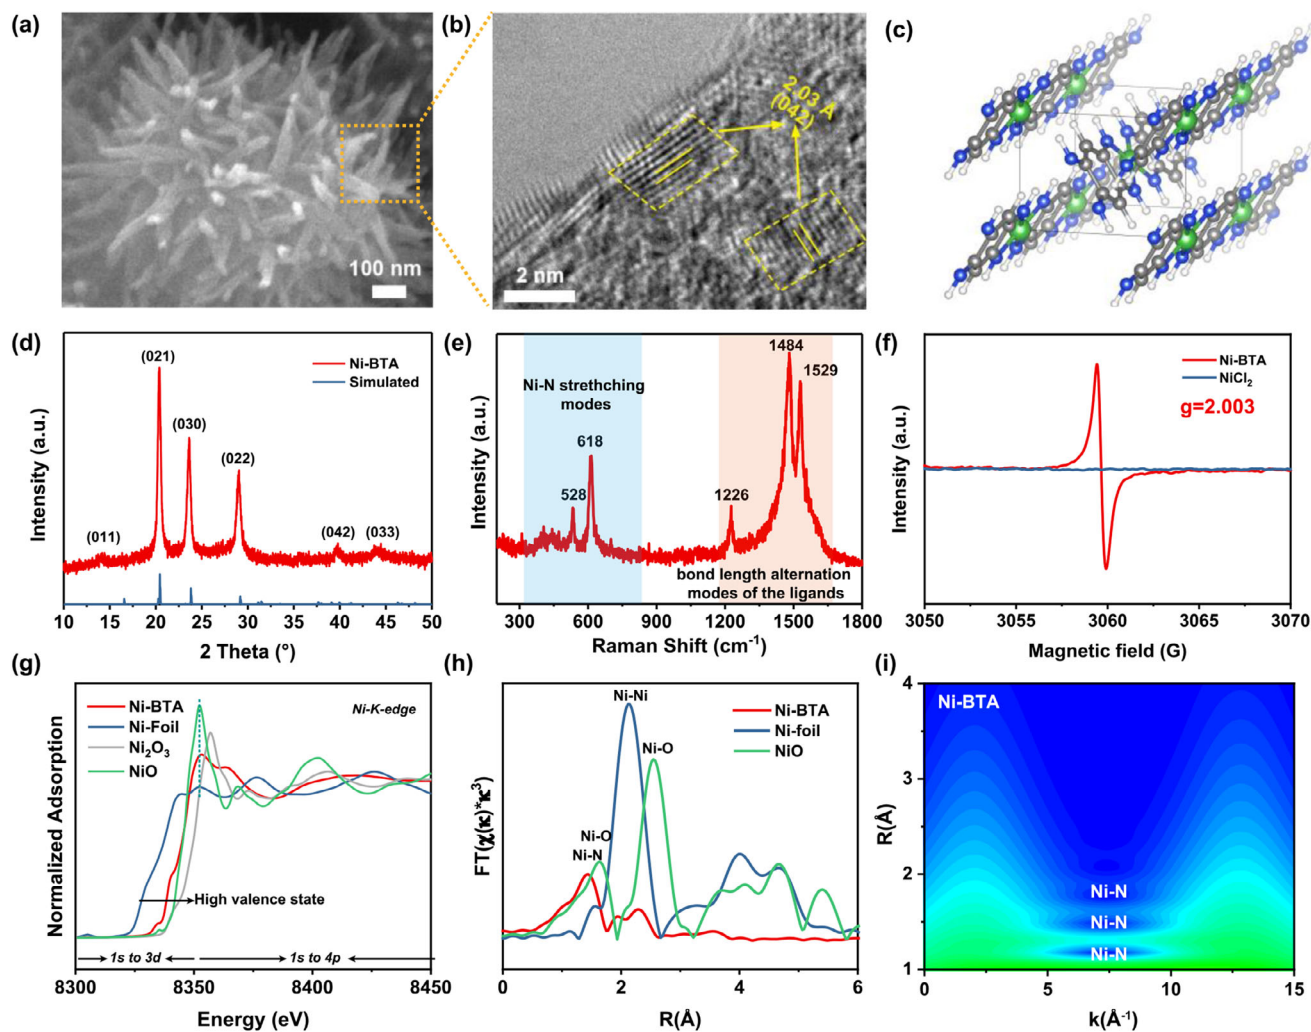 (a)
100 nm
(b)
2.03 Å
(042)
2 nm
(c)
(d)
Intensity (a.u.)
(011)
(021)
(030)
(022)
(042)
(033)
Ni-BTA
Simulated
10 15 20 25 30 35 40 45 50
2 Theta (°)
(e)
Intensity (a.u.)
Ni-N strethching
modes
528
618
1226
1484
1529
bond length alternation
modes of the ligands
300 600 900 1200 1500 1800
Raman Shift (cm⁻¹)
(f)
Intensity (a.u.)
Ni-BTA
NiCl₂
g=2.003
3050 3055 3060 3065 3070
Magnetic field (G)
(g)
Normalized Adsorption
Ni-BTA
Ni-Foil
Ni₂O₃
NiO
Ni-K-edge
High valence state
1s to 3d
1s to 4p
8300 8350 8400 8450
Energy (eV)
(h)
FT(χ(κ)*κ³)
Ni-O
Ni-N
Ni-Ni
Ni-O
Ni-BTA
Ni-foil
NiO
0 2 4 6
R(Å)
(i)
Ni-BTA
R(Å)
4
3
2
1
Ni-N
Ni-N
Ni-N
0 5 10 15
k(Å⁻¹)